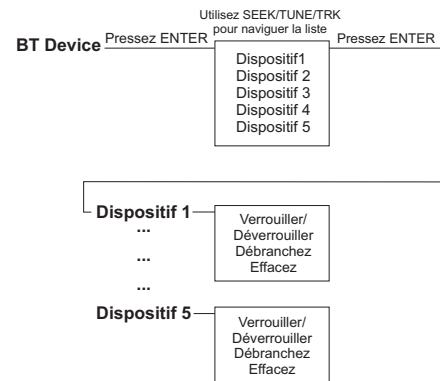 Utilisez SEEK/TUNE/TRK
pour naviguer la liste
BT Device
Pressez ENTER
Pressez ENTER
Dispositif1
Dispositif 2
Dispositif 3
Dispositif 4
Dispositif 5
Dispositif 1
...
...
...
Verrouiller/
Déverrouiller
Débranchez
Effacez
Dispositif 5
Verrouiller/
Déverrouiller
Débranchez
Effacez